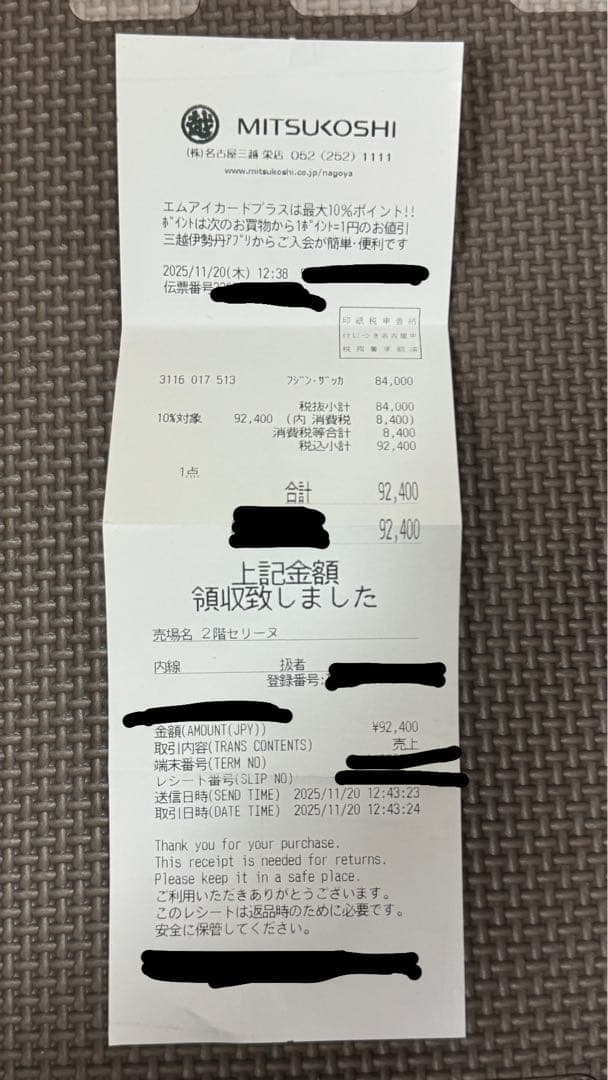 越 MITSUKOSHI
(株)名古屋三越 栄店 052 (252) 1111
www.mitsukoshi.co.jp/nagoya
エムアイカードプラスは最大10%ポイント!!
ポイントは次のお買物から1ポイント=1円のお値引
三越伊勢丹アプリからご入会が簡単・便利です
2025/11/20(木) 12:38
伝票番号
印紙税申告納
付につき名古屋中
税務署承認済
3116 017 513 フジン・ザッカ 84,000
税抜小計 84,000
10%対象 92,400 (内 消費税 8,400)
消費税等合計 8,400
税込小計 92,400
1点
合計 92,400
92,400
上記金額
領収致しました
売場名 2階セリーヌ
内線 扱者
登録番号:
金額(AMOUNT(JPY)) ¥92,400
取引内容(TRANS CONTENTS) 売上
端末番号(TERM NO)
レシート番号(SLIP NO)
送信日時(SEND TIME) 2025/11/20 12:43:23
取引日時(DATE TIME) 2025/11/20 12:43:24
Thank you for your purchase.
This receipt is needed for returns.
Please keep it in a safe place.
ご利用いただきありがとうございます。
このレシートは返品時のために必要です。
安全に保管してください。